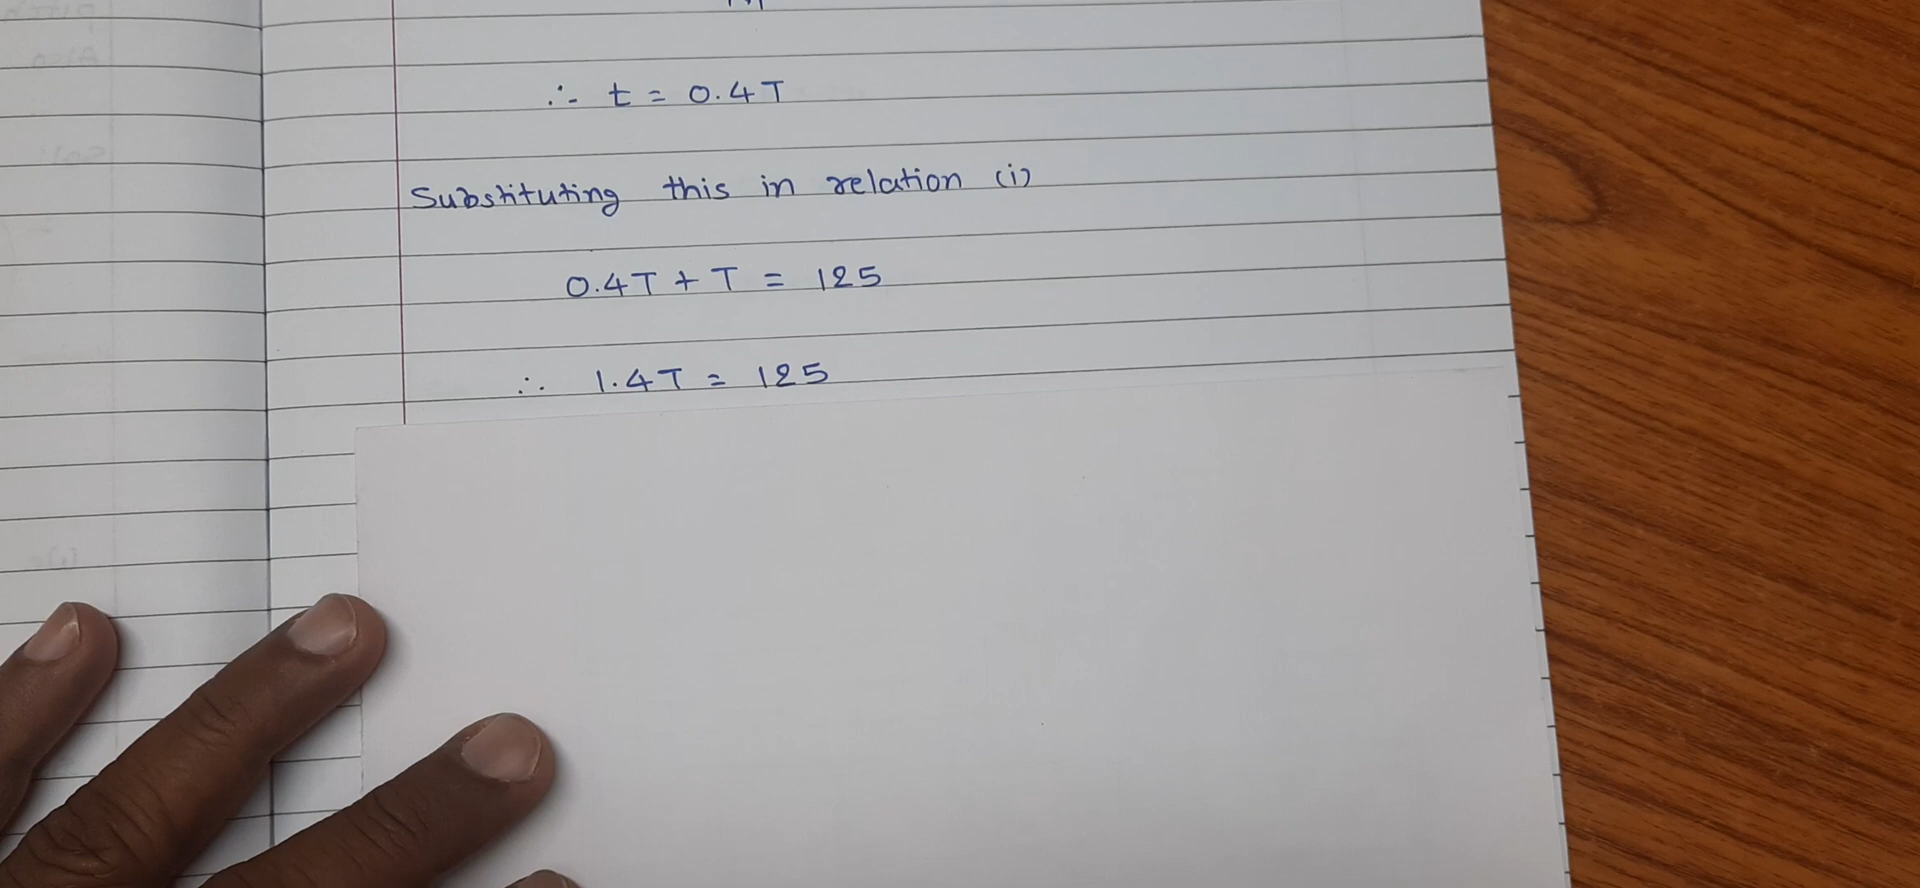 ∴ t = 0.4T
Substituting this in relation (i)
0.4T + T = 125
∴ 1.4T = 125